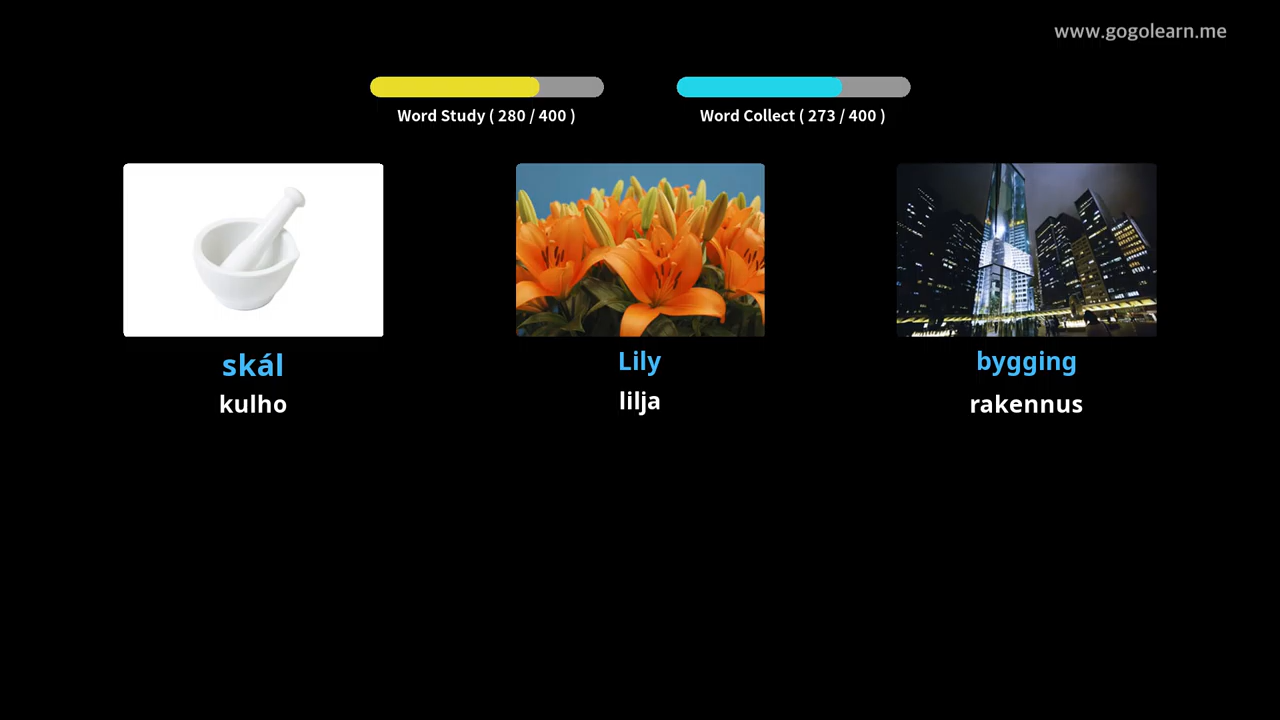 www.gogolearn.me
Word Study ( 280 / 400 )
Word Collect ( 273 / 400 )
skál
kulho
Lily
lilja
bygging
rakennus